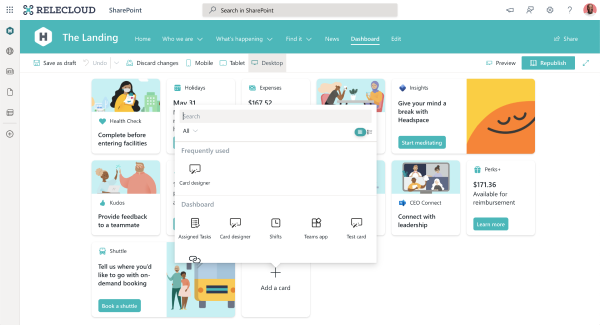 RELECLOUD
SharePoint
Search in SharePoint
The Landing
Home
Who we are
What's happening
Find it
News
Dashboard
Edit
Share
Save as draft
Undo
Discard changes
Mobile
Tablet
Desktop
Preview
Republish
Health Check
Complete before
entering facilities
Holidays
May 31
Expenses
$167.52
Insights
Give your mind a
break with
Headspace
Start meditating
Search
All
Frequently used
Card designer
Dashboard
Assigned Tasks
Card designer
Shifts
Teams app
Test card
Kudos
Provide feedback
to a teammate
CEO Connect
Connect with
leadership
Perks+
$171.36
Available for
reimbursement
Learn more
Shuttle
Tell us where you'd
like to go with on-
demand booking
Book a shuttle
Add a card